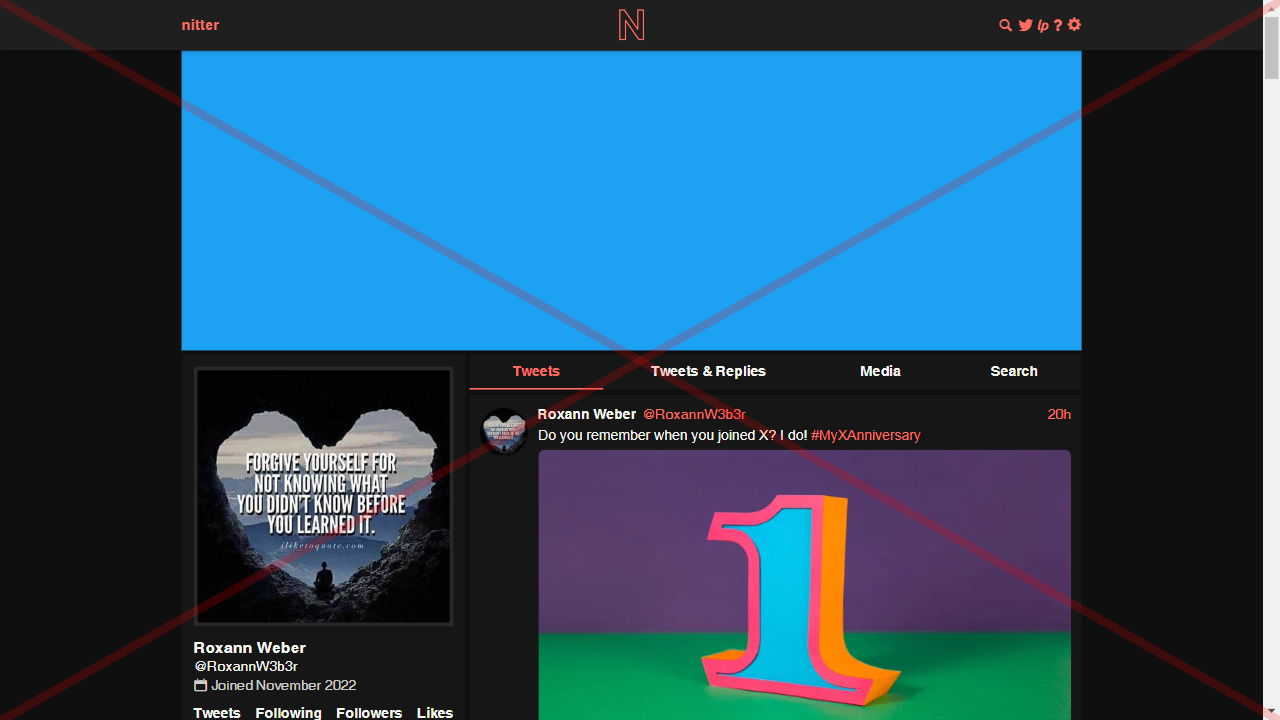 nitter
N
lp ?
Tweets Tweets & Replies Media Search
Roxann Weber @RoxannW3b3r 20h
Do you remember when you joined X? I do! #MyXAnniversary
1
FORGIVE YOURSELF FOR
NOT KNOWING WHAT
YOU DIDN'T KNOW BEFORE
YOU LEARNED IT.
iliketoquote.com
Roxann Weber
@RoxannW3b3r
Joined November 2022
Tweets Following Followers Likes